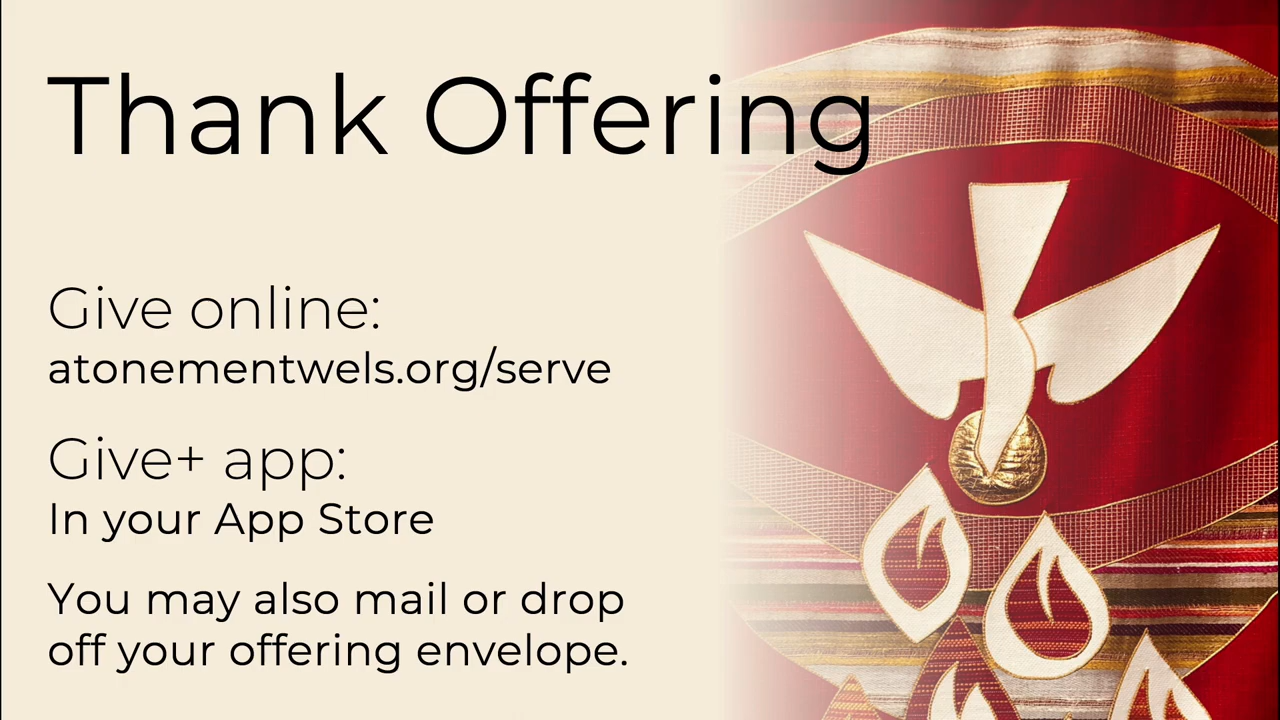 Thank Offering
Give online:
atonementwels.org/serve
Give+ app:
In your App Store
You may also mail or drop
off your offering envelope.